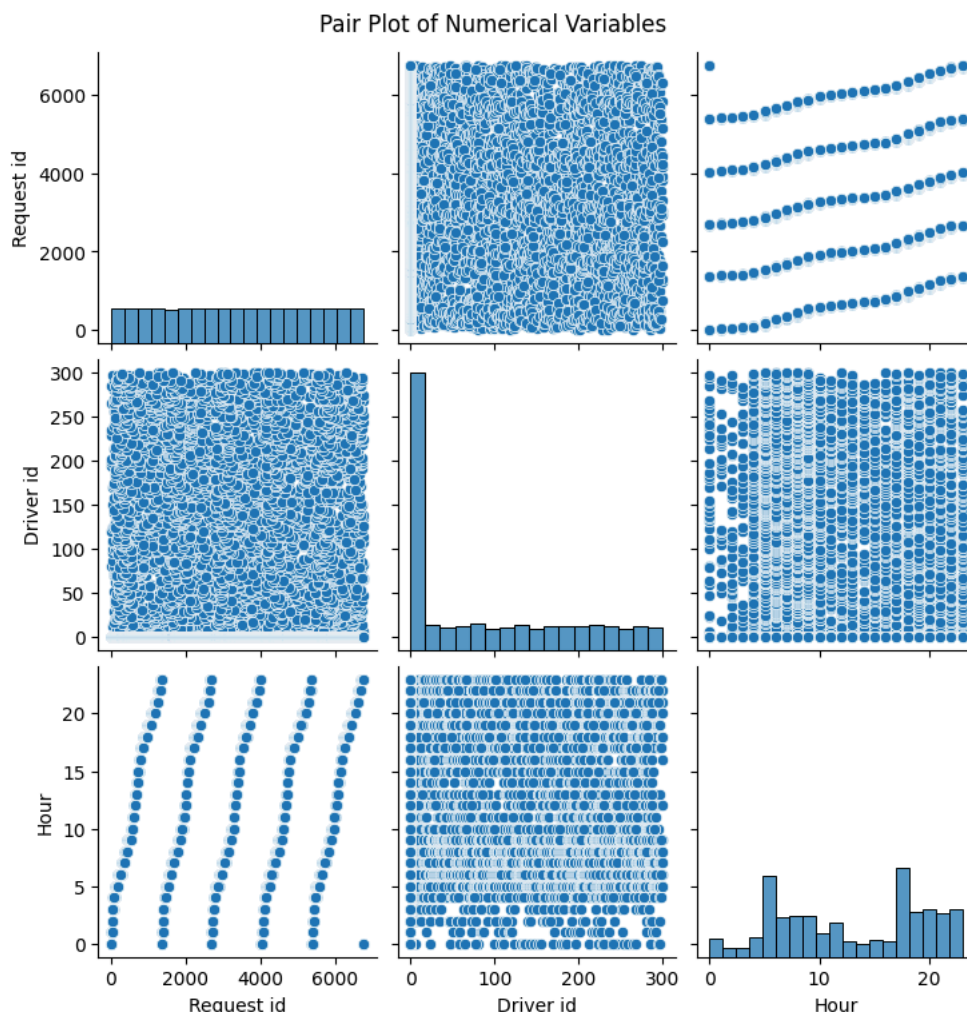 Pair Plot of Numerical Variables
Request id
6000
4000
2000
0
Driver id
300
250
200
150
100
50
0
Hour
20
15
10
5
0
0 2000 4000 6000
Request id
0 100 200 300
Driver id
0 10 20
Hour